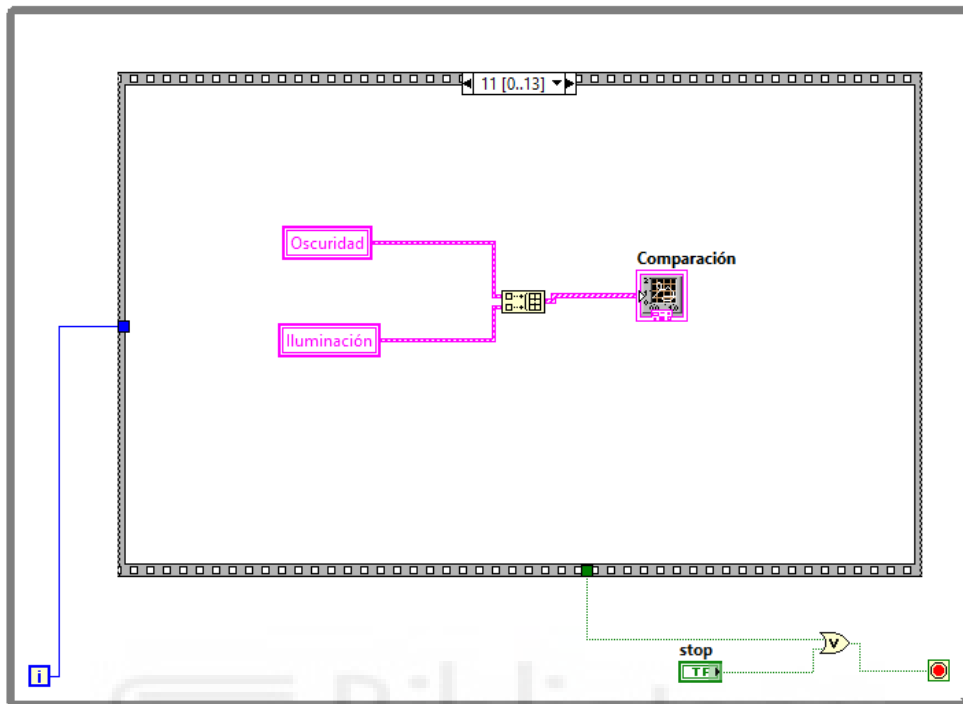 11 [0..13]
Oscuridad
Comparación
Iluminación
stop
TF
V
i